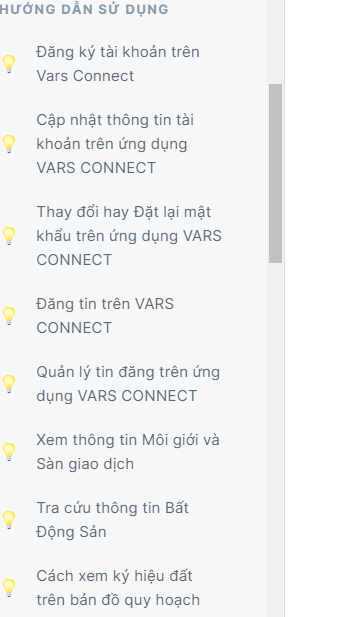 HƯỚNG DẪN SỬ DỤNG
Đăng ký tài khoản trên
Vars Connect
Cập nhật thông tin tài
khoản trên ứng dụng
VARS CONNECT
Thay đổi hay Đặt lại mật
khẩu trên ứng dụng VARS
CONNECT
Đăng tin trên VARS
CONNECT
Quản lý tin đăng trên ứng
dụng VARS CONNECT
Xem thông tin Môi giới và
Sàn giao dịch
Tra cứu thông tin Bất
Động Sản
Cách xem ký hiệu đất
trên bản đồ quy hoạch